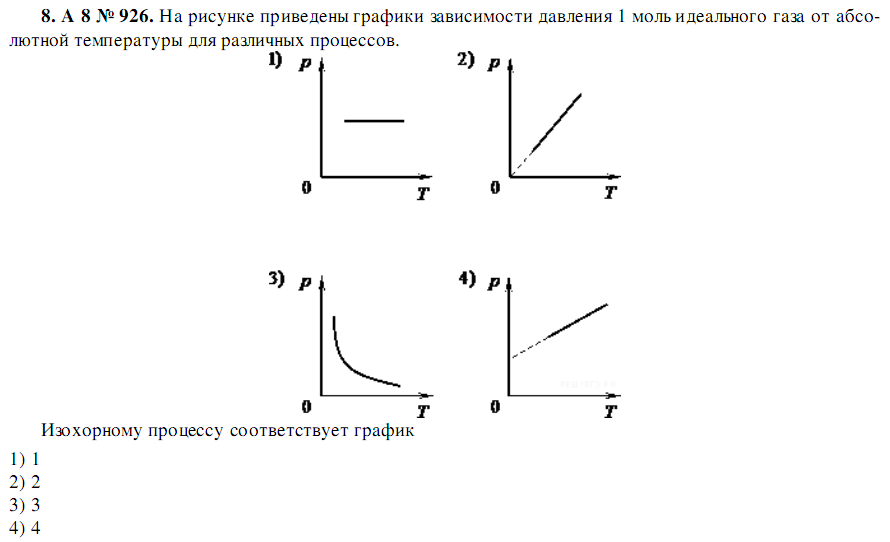 8. А 8 № 926. На рисунке приведены графики зависимости давления 1 моль идеального газа от абсо-
лютной температуры для различных процессов.
1) p 0 T
2) p 0 T
3) p 0 T
4) p 0 T
Изохорному процессу соответствует график
1) 1
2) 2
3) 3
4) 4